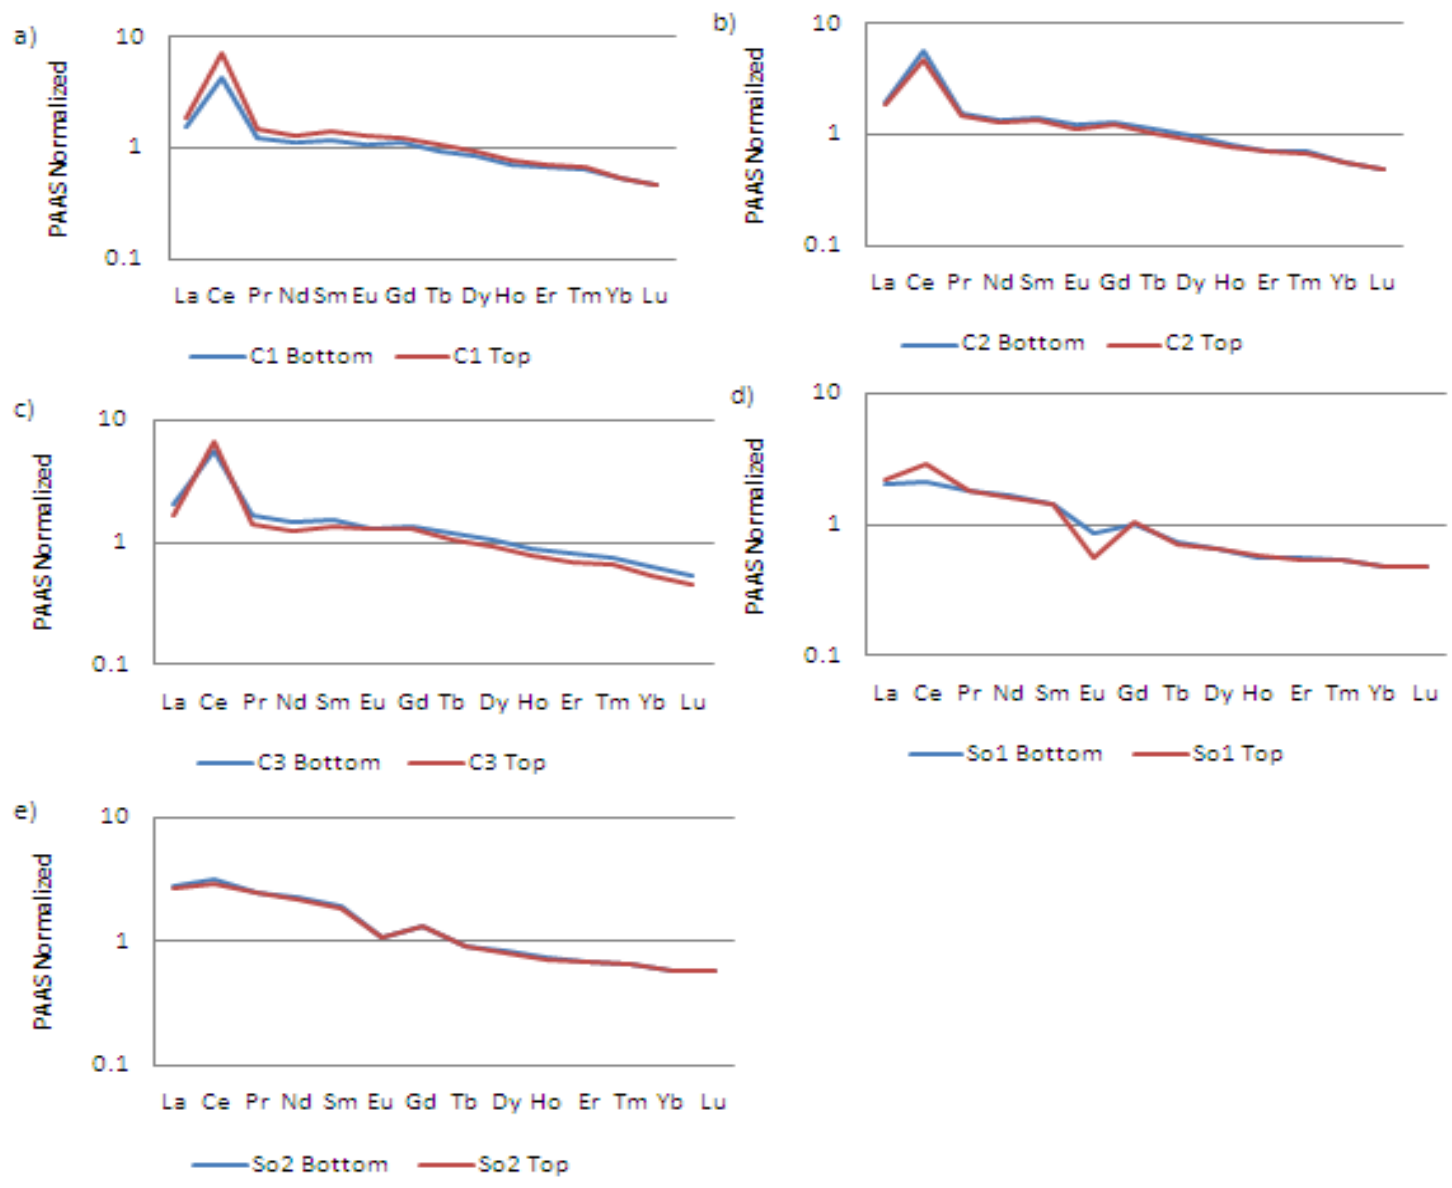 a)
PAAS Normalized
10
1
0.1
La Ce Pr Nd Sm Eu Gd Tb Dy Ho Er Tm Yb Lu
C1 Bottom C1 Top
b)
PAAS Normailzed
10
1
0.1
La Ce Pr Nd Sm Eu Gd Tb Dy Ho Er Tm Yb Lu
C2 Bottom C2 Top
c)
PAAS Normalized
10
1
0.1
La Ce Pr Nd Sm Eu Gd Tb Dy Ho Er Tm Yb Lu
C3 Bottom C3 Top
d)
PAAS Normalized
10
1
0.1
La Ce Pr Nd Sm Eu Gd Tb Dy Ho Er Tm Yb Lu
So1 Bottom So1 Top
e)
PAAS Normalized
10
1
0.1
La Ce Pr Nd Sm Eu Gd Tb Dy Ho Er Tm Yb Lu
So2 Bottom So2 Top